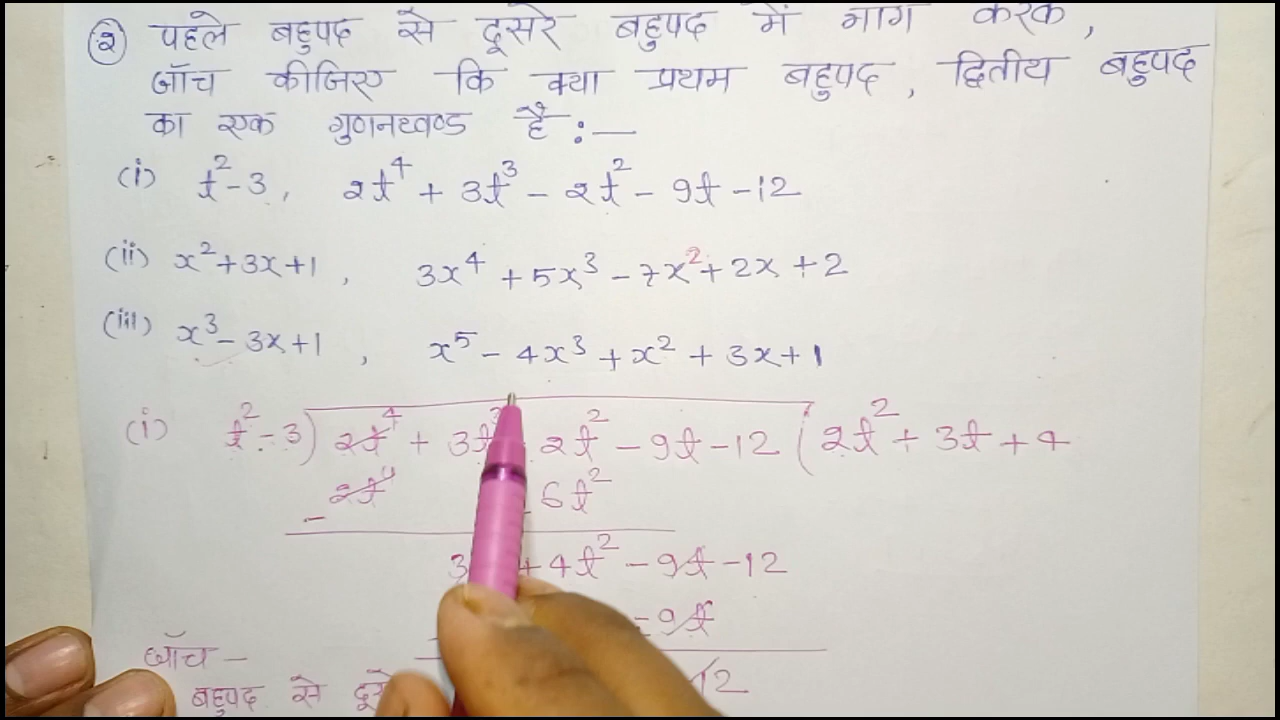 २ पहले बहुपद से दूसरे बहुपद में भाग करके,
जाँच कीजिए कि क्या प्रथम बहुपद, द्वितीय बहुपद
का एक गुणनखण्ड है :—
(i) t²-3, 2t⁴ + 3t³ - 2t² - 9t - 12
(ii) x²+3x+1, 3x⁴ + 5x³ - 7x² + 2x + 2
(iii) x³ - 3x + 1, x⁵ - 4x³ + x² + 3x + 1
(i) t² - 3) 2t⁴ + 3t 2t² - 9t - 12 (2t² + 3t + 4
- 2t⁴ 6t²
3 + 4t² - 9t - 12
- 9t
जाँच - 12
बहुपद से